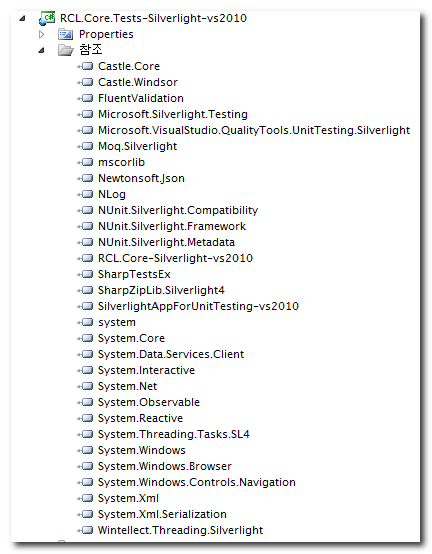 RCL.Core.Tests-Silverlight-vs2010
Properties
참조
Castle.Core
Castle.Windsor
FluentValidation
Microsoft.Silverlight.Testing
Microsoft.VisualStudio.QualityTools.UnitTesting.Silverlight
Moq.Silverlight
mscorlib
Newtonsoft.Json
NLog
NUnit.Silverlight.Compatibility
NUnit.Silverlight.Framework
NUnit.Silverlight.Metadata
RCL.Core-Silverlight-vs2010
SharpTestsEx
SharpZipLib.Silverlight4
SilverlightAppForUnitTesting-vs2010
system
System.Core
System.Data.Services.Client
System.Interactive
System.Net
System.Observable
System.Reactive
System.Threading.Tasks.SL4
System.Windows
System.Windows.Browser
System.Windows.Controls.Navigation
System.Xml
System.Xml.Serialization
Wintellect.Threading.Silverlight